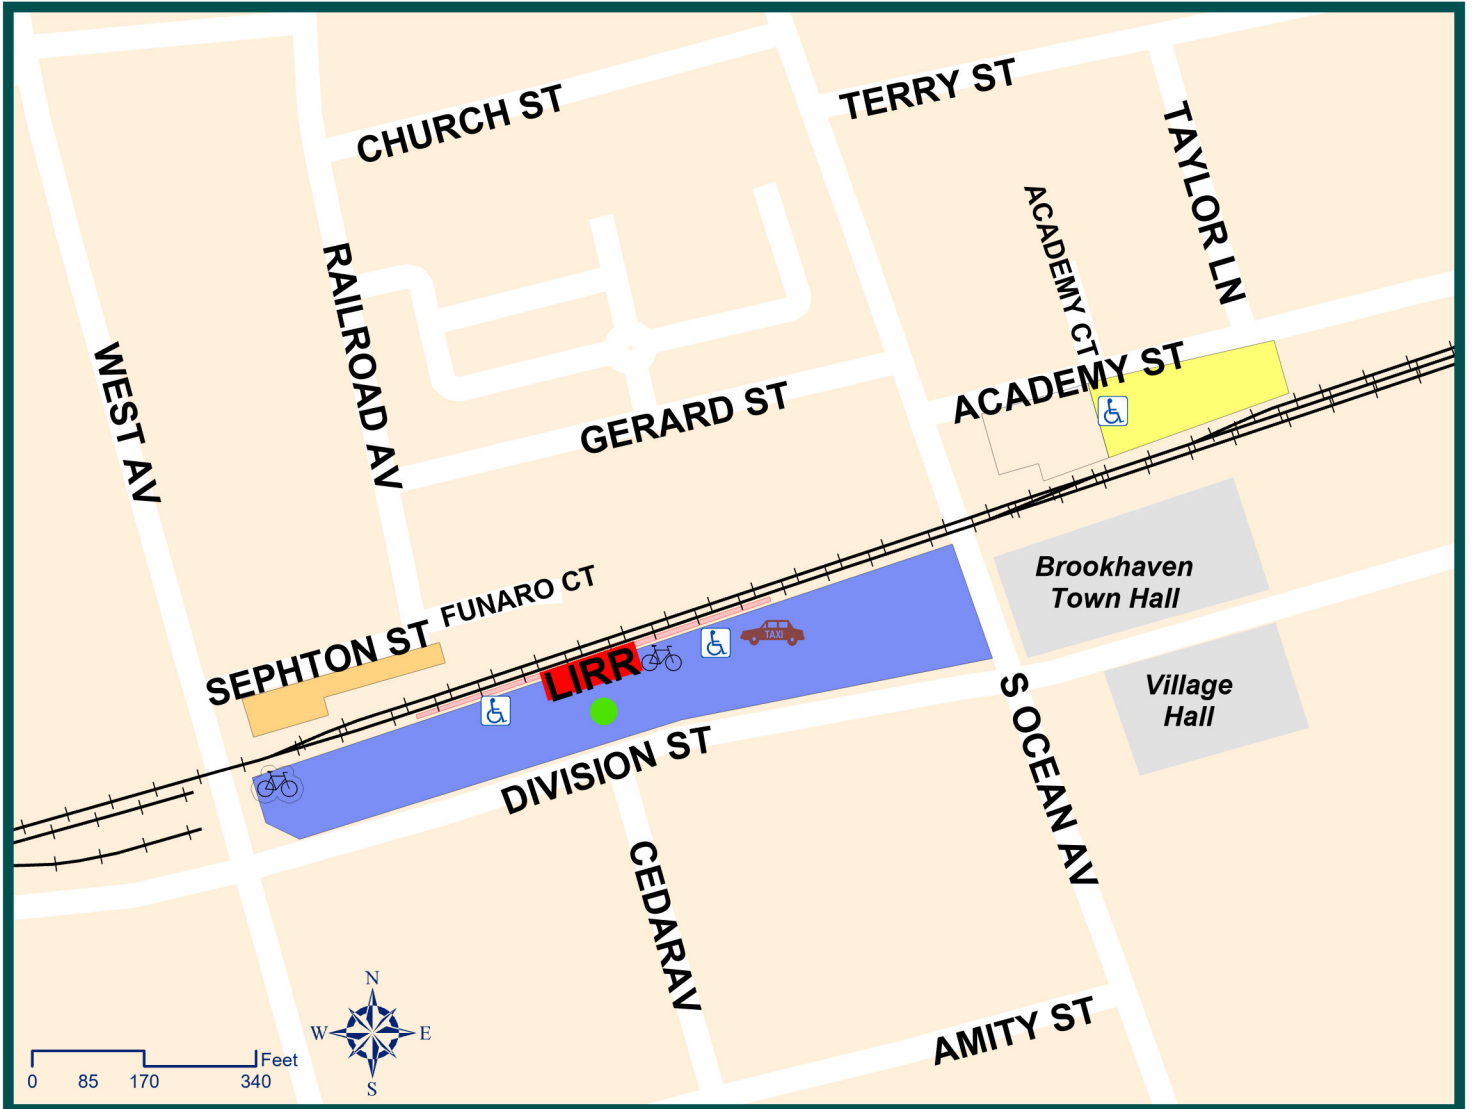 CHURCH ST
TERRY ST
TAYLOR LN
ACADEMY CT
RAILROAD AV
WEST AV
ACADEMY ST
GERARD ST
Brookhaven
Town Hall
FUNARO CT
SEPHTON ST
LIRR
TAXI
Village
Hall
S OCEAN AV
DIVISION ST
CEDARAV
AMITY ST
N
W
E
S
Feet
0
85
170
340